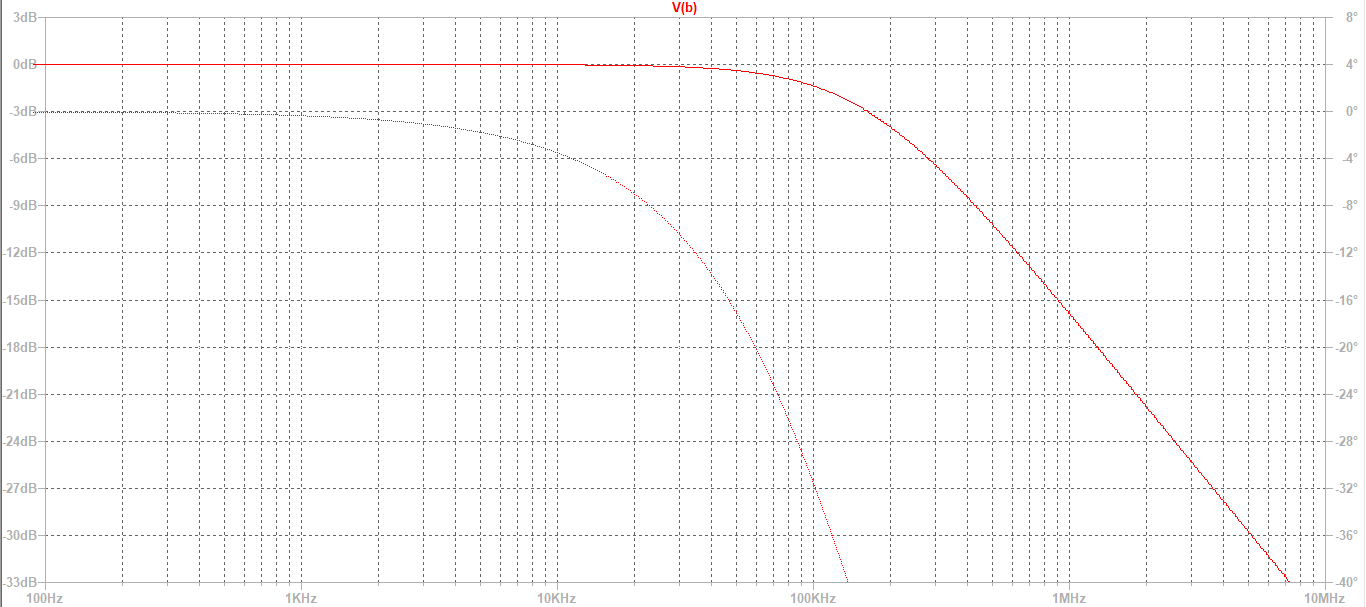 V(b)
3dB 8°
0dB 4°
-3dB 0°
-6dB -4°
-9dB -8°
-12dB -12°
-15dB -16°
-18dB -20°
-21dB -24°
-24dB -28°
-27dB -32°
-30dB -36°
-33dB -40°
100Hz 1KHz 10KHz 100KHz 1MHz 10MHz